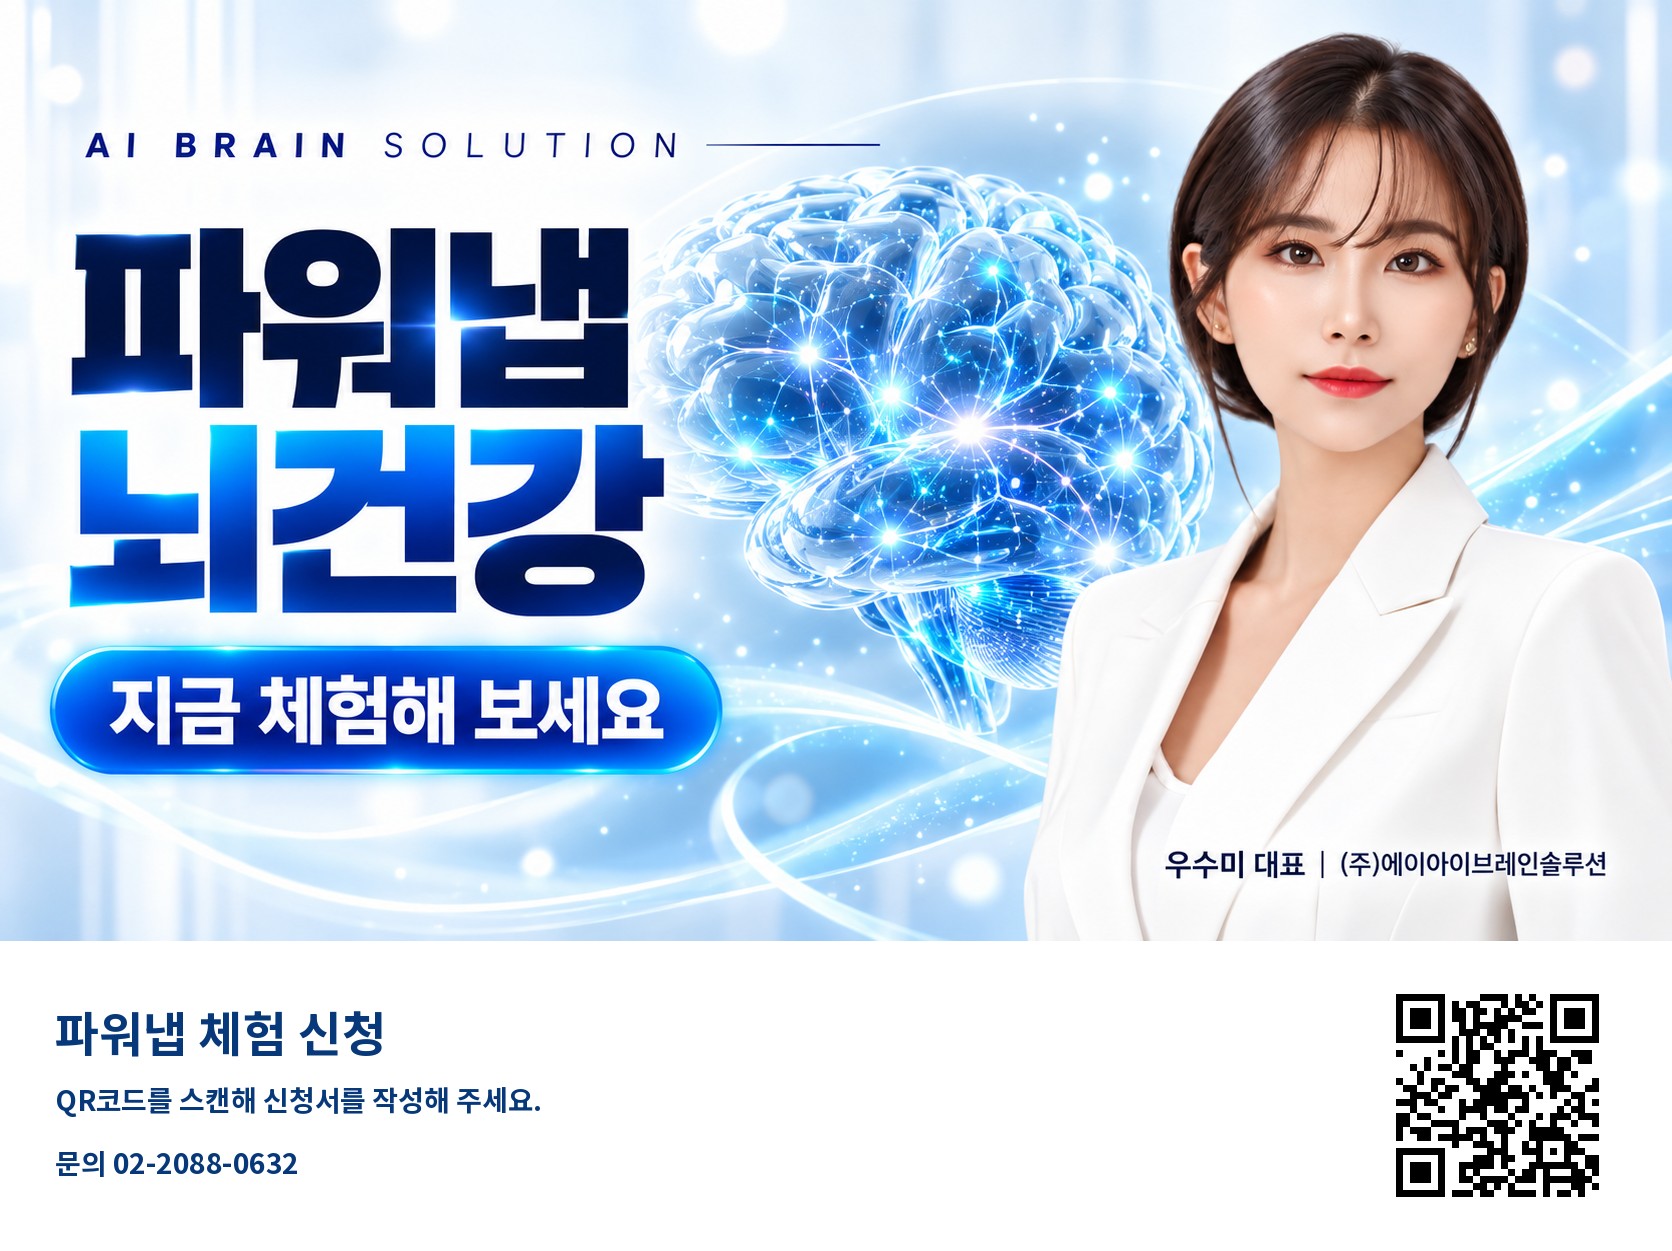 AI BRAIN SOLUTION
파워냅
뇌건강
지금 체험해 보세요
우수미 대표 | (주)에이아이브레인솔루션
파워냅 체험 신청
QR코드를 스캔해 신청서를 작성해 주세요.
문의 02-2088-0632